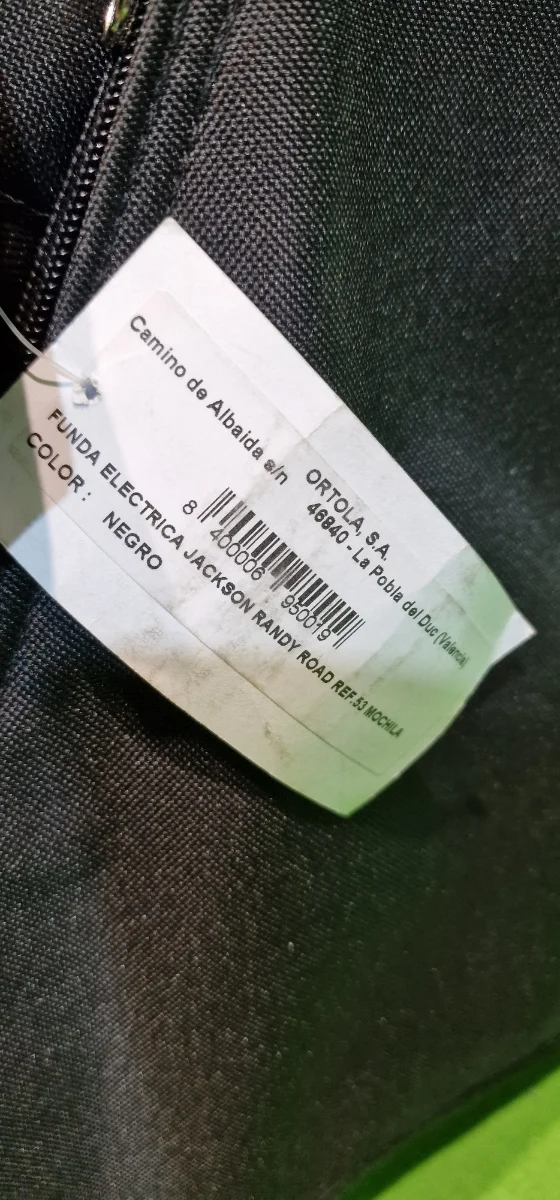 ORTOLA, S.A.
Camino de Albaida s/n
46840 - La Pobla del Duc (Valencia)
8 400006 950019
FUNDA ELECTRICA JACKSON RANDY ROAD REF.53 MOCHILA
COLOR : NEGRO